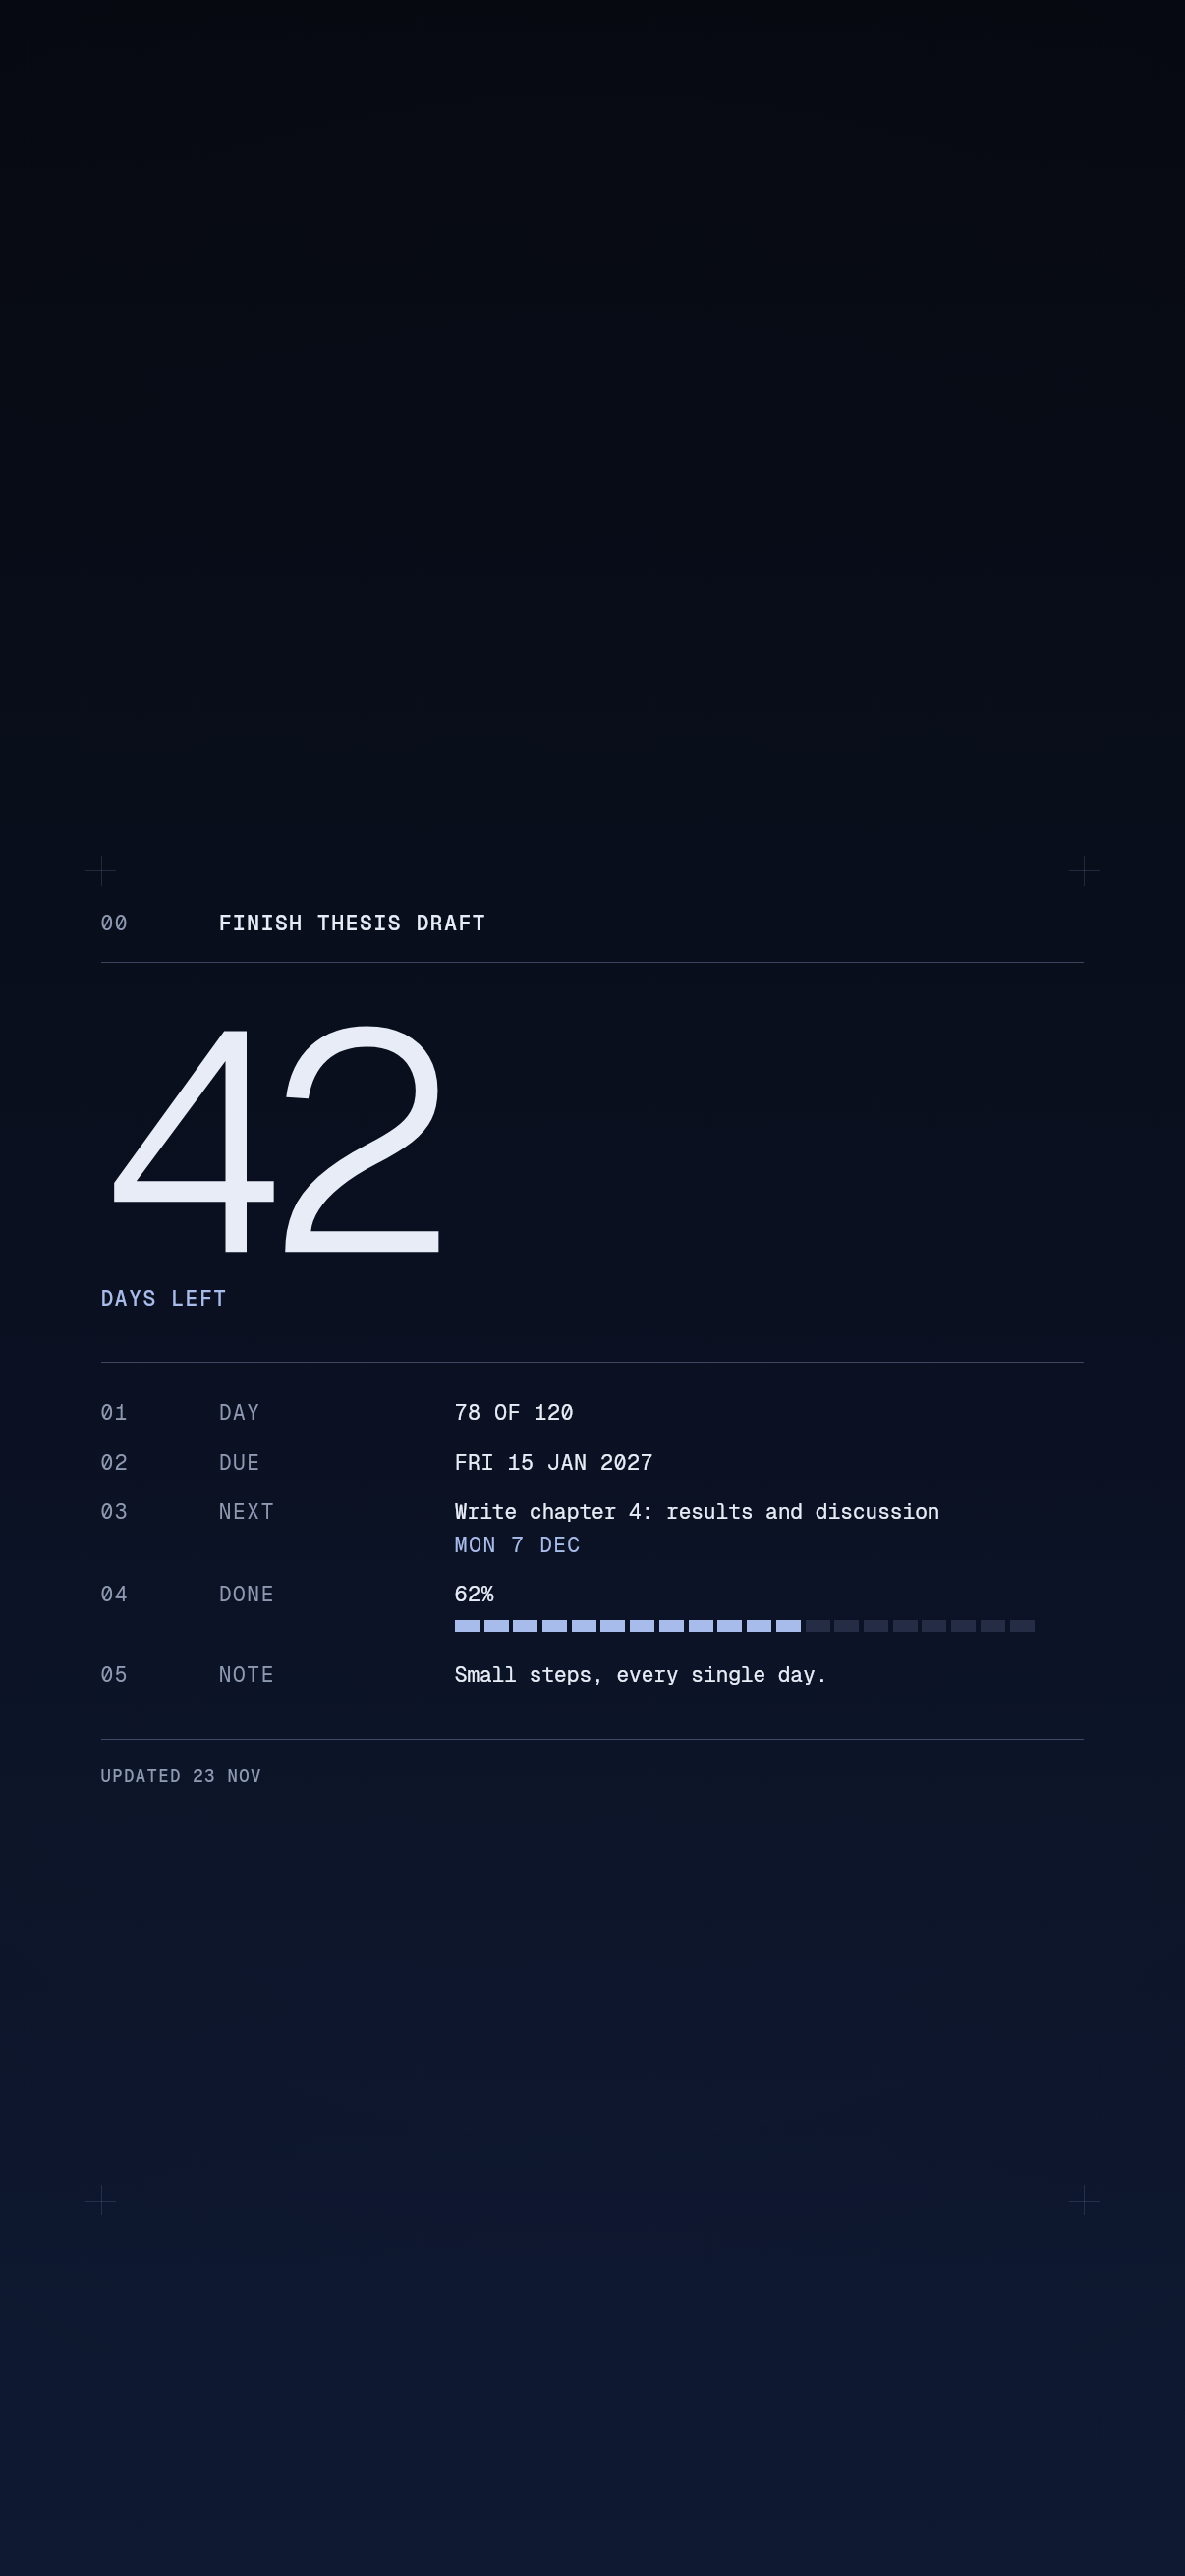 00 FINISH THESIS DRAFT
42
DAYS LEFT
01 DAY 78 OF 120
02 DUE FRI 15 JAN 2027
03 NEXT Write chapter 4: results and discussion
MON 7 DEC
04 DONE 62%
05 NOTE Small steps, every single day.
UPDATED 23 NOV